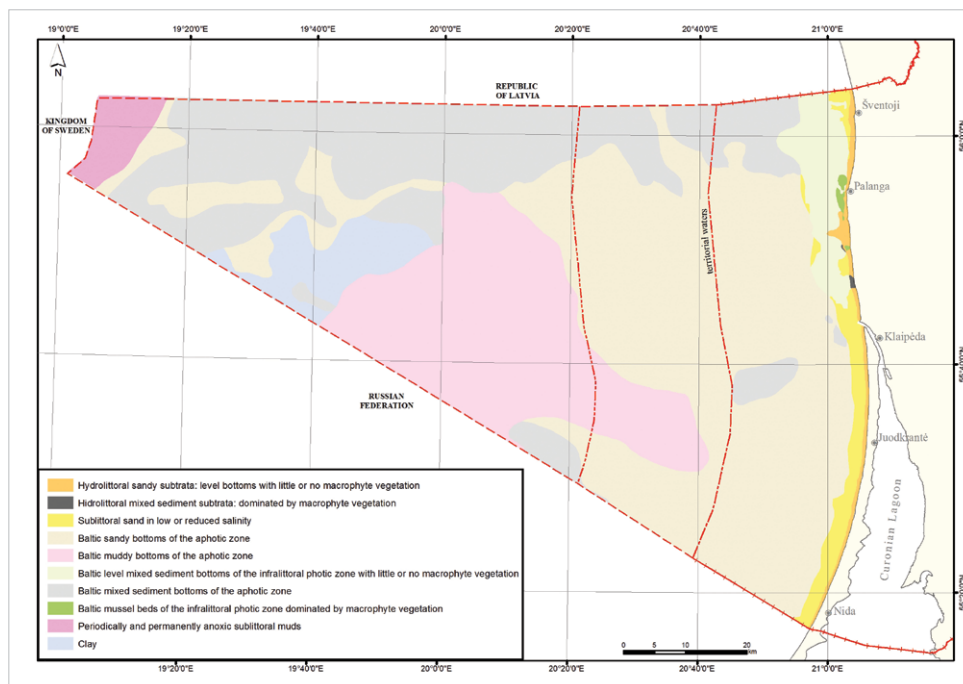 19°0'0"E 19°20'0"E 19°40'0"E 20°0'0"E 20°20'0"E 20°40'0"E 21°0'0"E
N
REPUBLIC
OF LATVIA
KINGDOM
OF SWEDEN
Šventoji
Palanga
territorial waters
Klaipėda
RUSSIAN
FEDERATION
Juodkrantė
Curonian Lagoon
Nida
Hydrolittoral sandy subtrata: level bottoms with little or no macrophyte vegetation
Hidrolittoral mixed sediment subtrata: dominated by macrophyte vegetation
Sublittoral sand in low or reduced salinity
Baltic sandy bottoms of the aphotic zone
Baltic muddy bottoms of the aphotic zone
Baltic level mixed sediment bottoms of the infralittoral photic zone with little or no macrophyte vegetation
Baltic mixed sediment bottoms of the aphotic zone
Baltic mussel beds of the infralittoral photic zone dominated by macrophyte vegetation
Periodically and permanently anoxic sublittoral muds
Clay
0 5 10 20
km
19°20'0"E 19°40'0"E 20°0'0"E 20°20'0"E 20°40'0"E 21°0'0"E